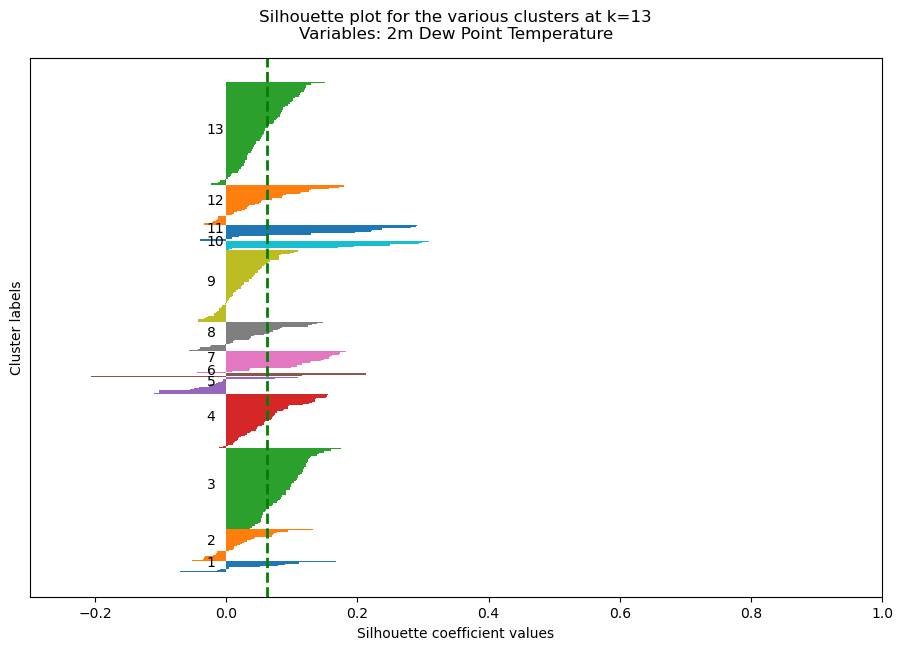 Silhouette plot for the various clusters at k=13
Variables: 2m Dew Point Temperature
Cluster labels
13
12
11
10
9
8
7
6
5
4
3
2
1
−0.2 0.0 0.2 0.4 0.6 0.8 1.0
Silhouette coefficient values